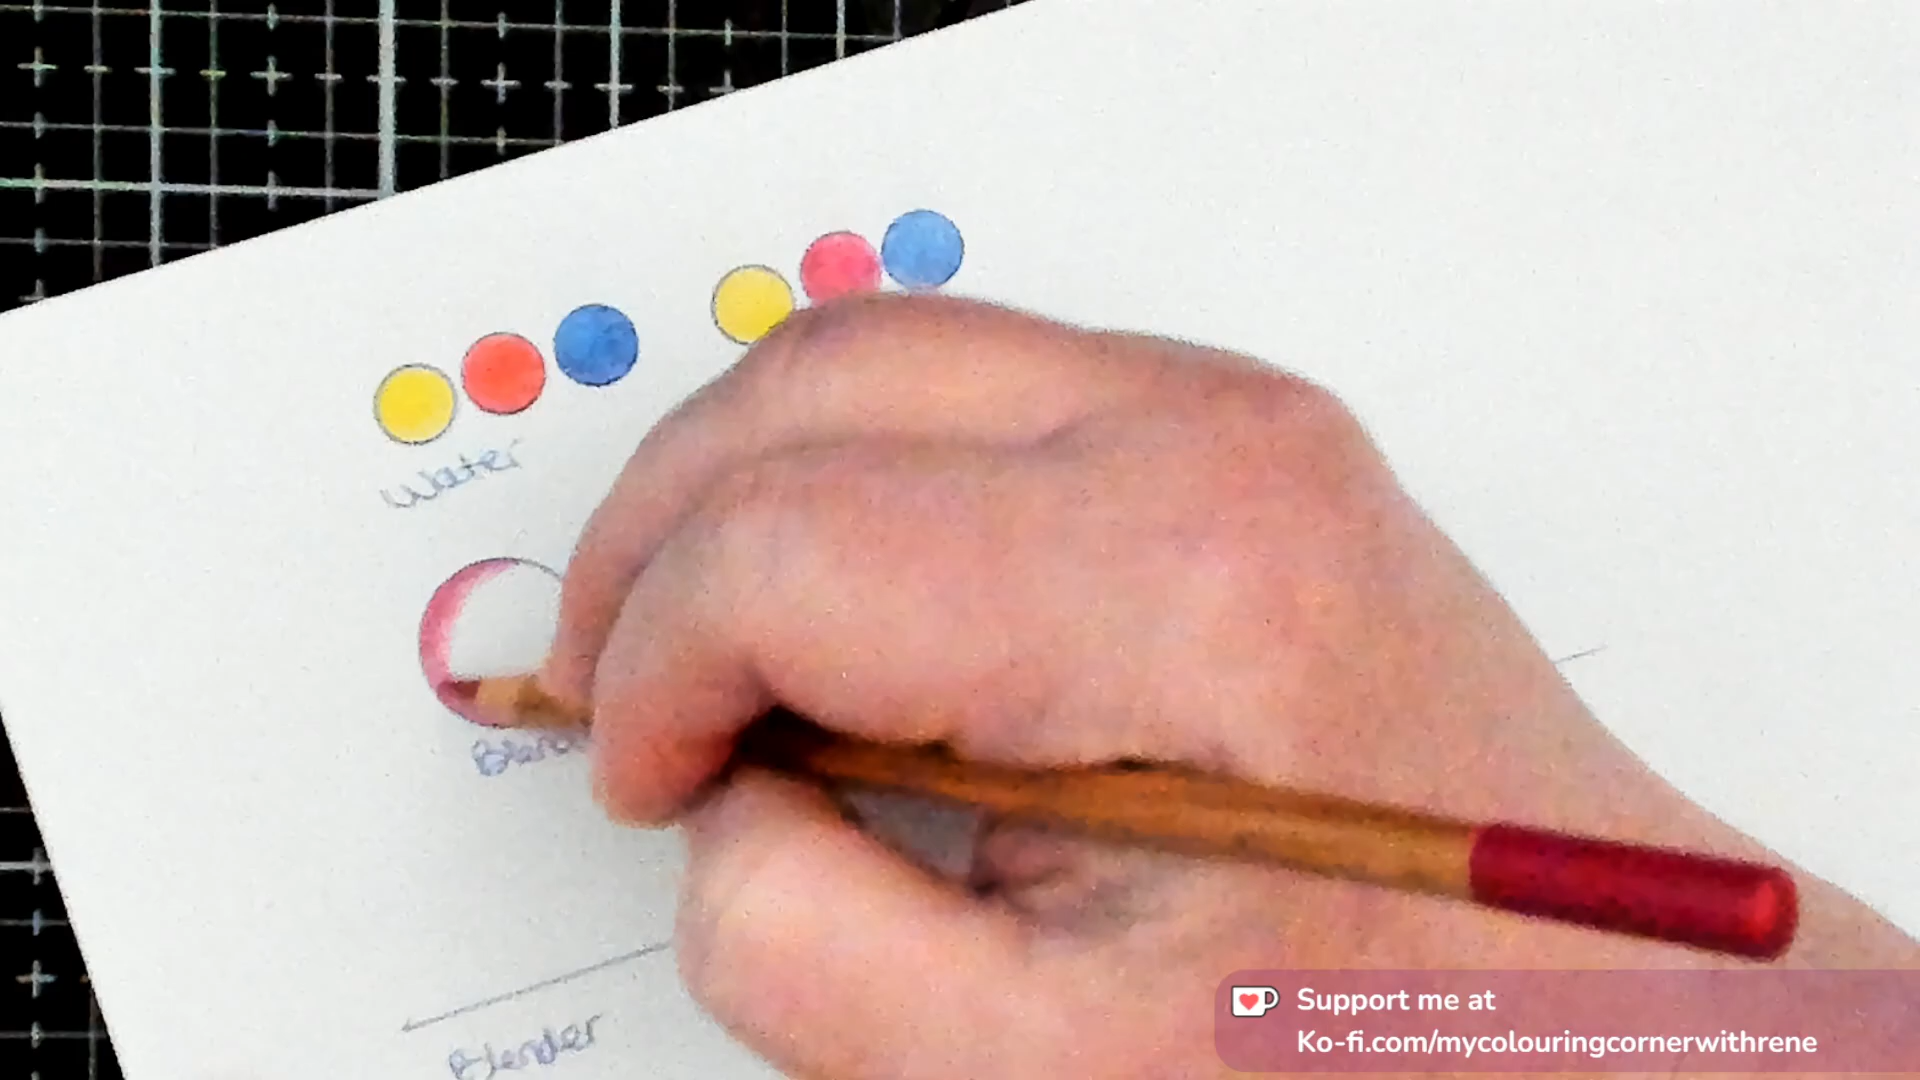 Water
Blender
Support me at
Ko-fi.com/mycolouringcornerwithrene